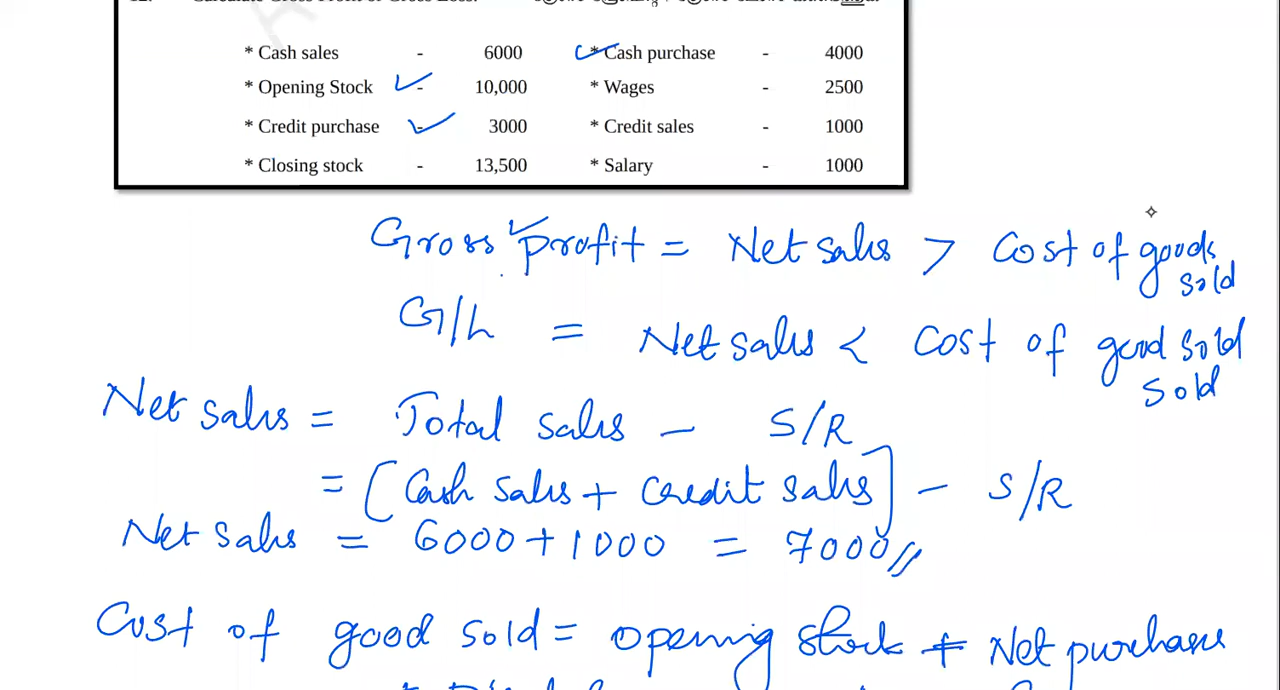 * Cash sales - 6000 * Cash purchase - 4000
* Opening Stock - 10,000 * Wages - 2500
* Credit purchase - 3000 * Credit sales - 1000
* Closing stock - 13,500 * Salary - 1000
Gross profit = Net sales > Cost of goods sold
G/L = Net sales < Cost of good sold
sold
Net sales = Total sales - S/R
= [Cash sales + Credit sales] - S/R
Net sales = 6000 + 1000 = 7000//
Cost of good sold = opening stock + Net purchase